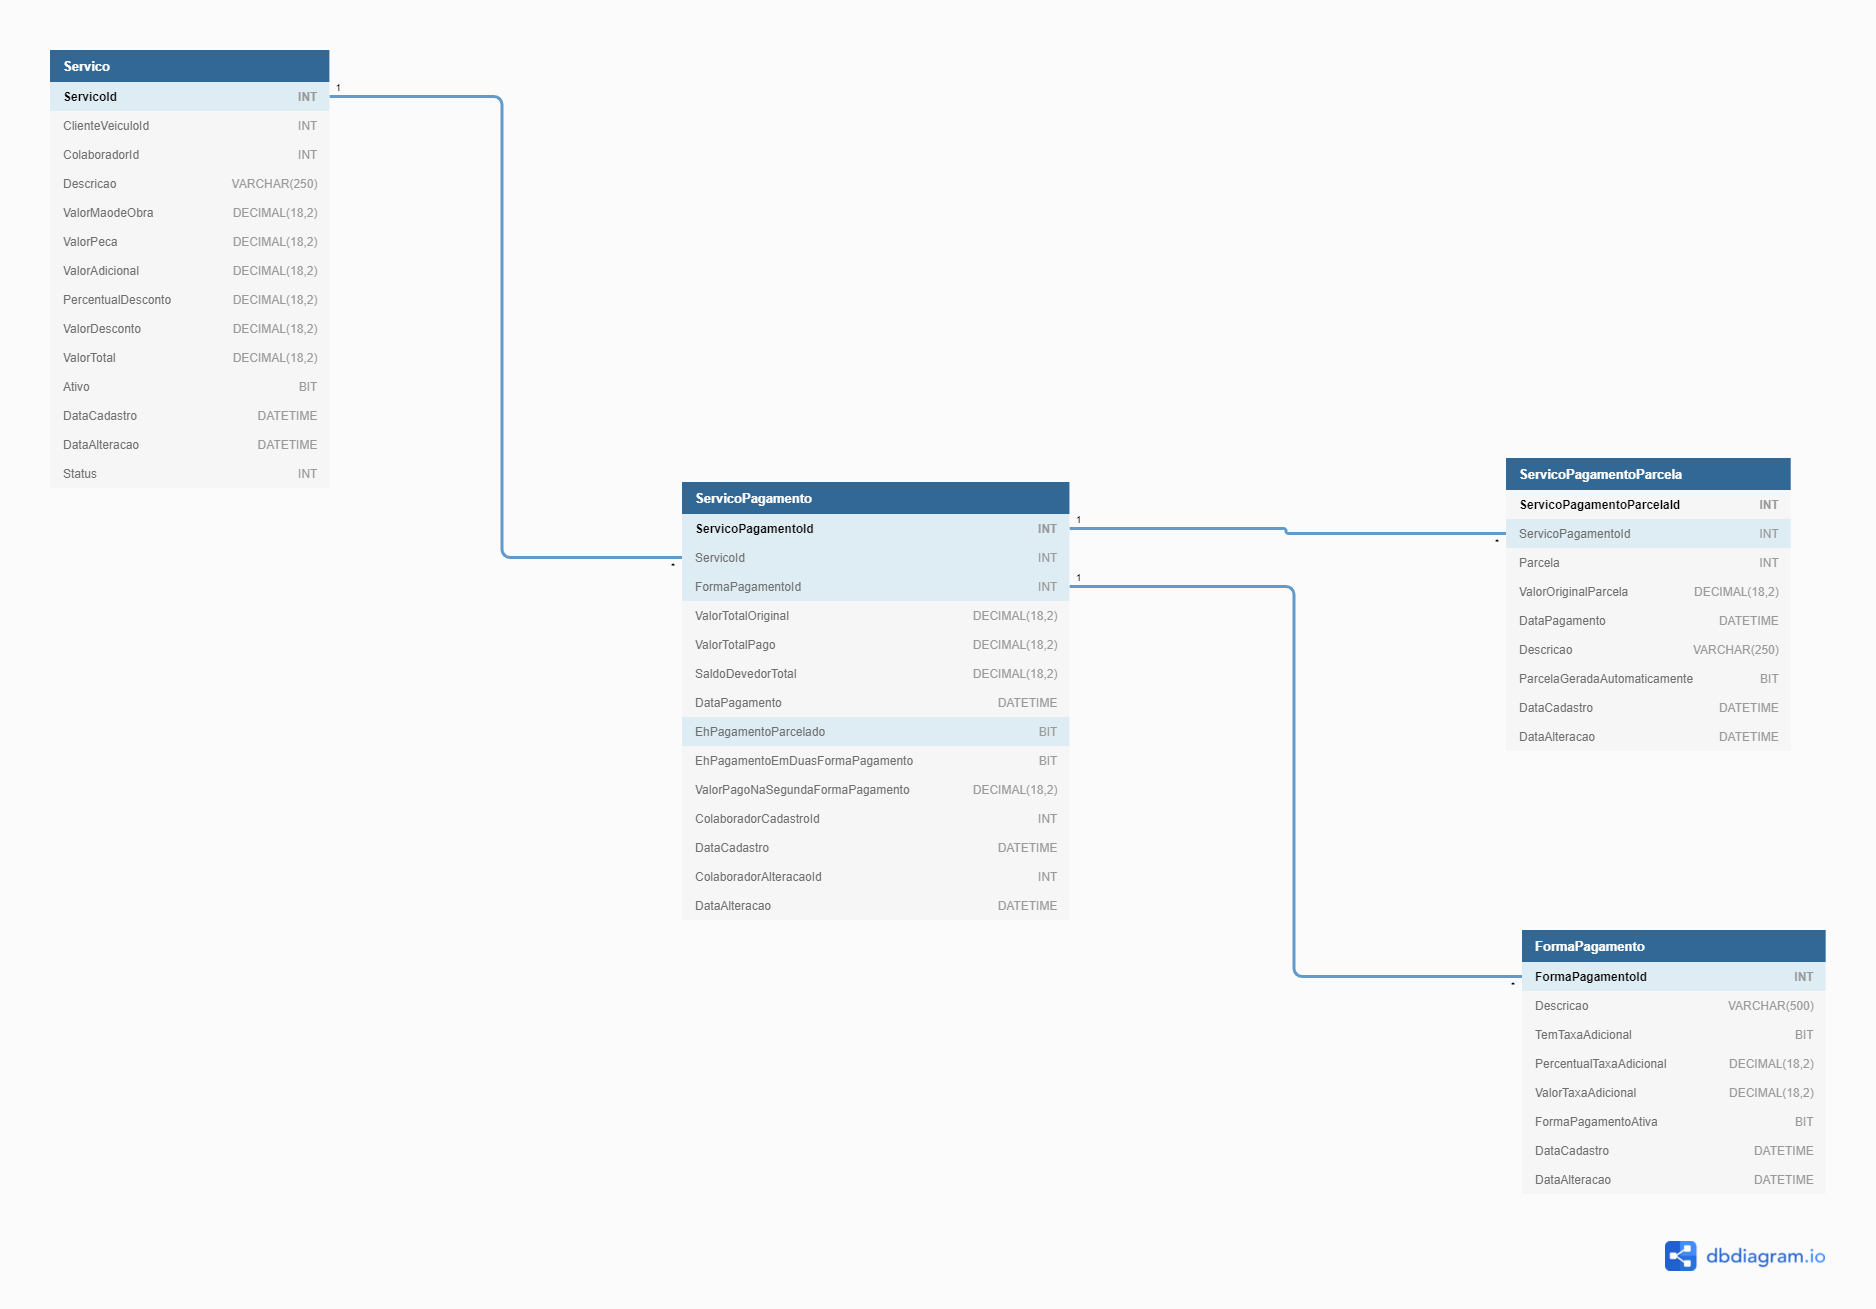 Servico
ServicoId INT
ClienteVeiculoId INT
ColaboradorId INT
Descricao VARCHAR(250)
ValorMaodeObra DECIMAL(18,2)
ValorPeca DECIMAL(18,2)
ValorAdicional DECIMAL(18,2)
PercentualDesconto DECIMAL(18,2)
ValorDesconto DECIMAL(18,2)
ValorTotal DECIMAL(18,2)
Ativo BIT
DataCadastro DATETIME
DataAlteracao DATETIME
Status INT
1
*
ServicoPagamento
ServicoPagamentoId INT
ServicoId INT
FormaPagamentoId INT
ValorTotalOriginal DECIMAL(18,2)
ValorTotalPago DECIMAL(18,2)
SaldoDevedorTotal DECIMAL(18,2)
DataPagamento DATETIME
EhPagamentoParcelado BIT
EhPagamentoEmDuasFormaPagamento BIT
ValorPagoNaSegundaFormaPagamento DECIMAL(18,2)
ColaboradorCadastroId INT
DataCadastro DATETIME
ColaboradorAlteracaoId INT
DataAlteracao DATETIME
1
*
1
*
ServicoPagamentoParcela
ServicoPagamentoParcelaId INT
ServicoPagamentoId INT
Parcela INT
ValorOriginalParcela DECIMAL(18,2)
DataPagamento DATETIME
Descricao VARCHAR(250)
ParcelaGeradaAutomaticamente BIT
DataCadastro DATETIME
DataAlteracao DATETIME
FormaPagamento
FormaPagamentoId INT
Descricao VARCHAR(500)
TemTaxaAdicional BIT
PercentualTaxaAdicional DECIMAL(18,2)
ValorTaxaAdicional DECIMAL(18,2)
FormaPagamentoAtiva BIT
DataCadastro DATETIME
DataAlteracao DATETIME
dbdiagram.io